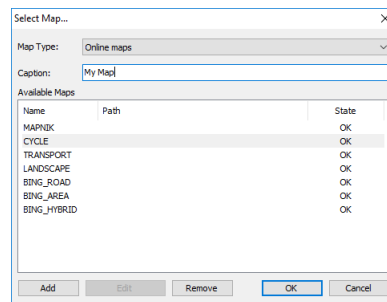 Select Map...
Map Type: Online maps
Caption: My Map
Available Maps
Name Path State
MAPNIK OK
CYCLE OK
TRANSPORT OK
LANDSCAPE OK
BING_ROAD OK
BING_AREA OK
BING_HYBRID OK
Add Edit Remove OK Cancel